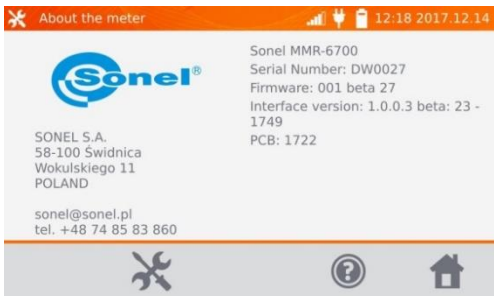 About the meter
12:18 2017.12.14
Sonel®
SONEL S.A.
58-100 Świdnica
Wokulskiego 11
POLAND
sonel@sonel.pl
tel. +48 74 85 83 860
Sonel MMR-6700
Serial Number: DW0027
Firmware: 001 beta 27
Interface version: 1.0.0.3 beta: 23 -
1749
PCB: 1722